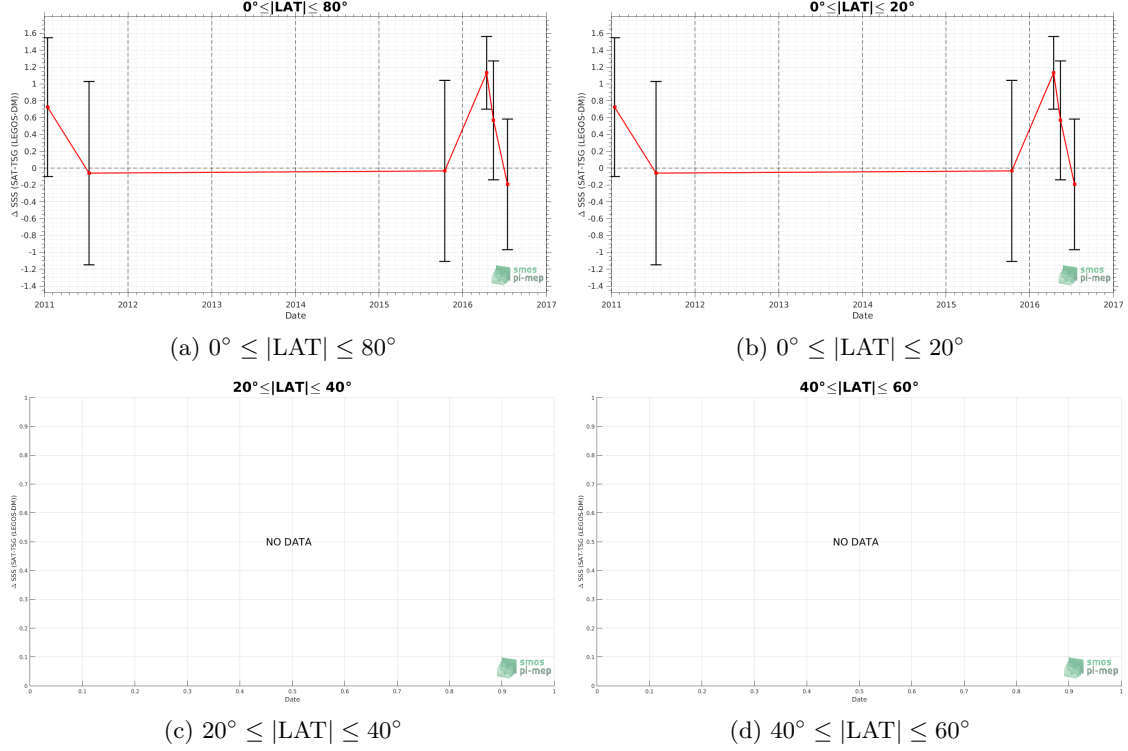 0°≤|LAT|≤ 80°
Δ SSS (SAT-TSG (LEGOS-DM))
1.6
1.4
1.2
1
0.8
0.6
0.4
0.2
0
-0.2
-0.4
-0.6
-0.8
-1
-1.2
-1.4
2011 2012 2013 2014 2015 2016 2017
Date
smos
pi-mep
(a) 0° ≤ |LAT| ≤ 80°
0°≤|LAT|≤ 20°
Δ SSS (SAT-TSG (LEGOS-DM))
1.6
1.4
1.2
1
0.8
0.6
0.4
0.2
0
-0.2
-0.4
-0.6
-0.8
-1
-1.2
-1.4
2011 2012 2013 2014 2015 2016 2017
Date
smos
pi-mep
(b) 0° ≤ |LAT| ≤ 20°
20°≤|LAT|≤ 40°
Δ SSS (SAT-TSG (LEGOS-DM))
1
0.9
0.8
0.7
0.6
0.5
0.4
0.3
0.2
0.1
0
NO DATA
0 0.1 0.2 0.3 0.4 0.5 0.6 0.7 0.8 0.9 1
Date
smos
pi-mep
(c) 20° ≤ |LAT| ≤ 40°
40°≤|LAT|≤ 60°
Δ SSS (SAT-TSG (LEGOS-DM))
1
0.9
0.8
0.7
0.6
0.5
0.4
0.3
0.2
0.1
0
NO DATA
0 0.1 0.2 0.3 0.4 0.5 0.6 0.7 0.8 0.9 1
Date
smos
pi-mep
(d) 40° ≤ |LAT| ≤ 60°